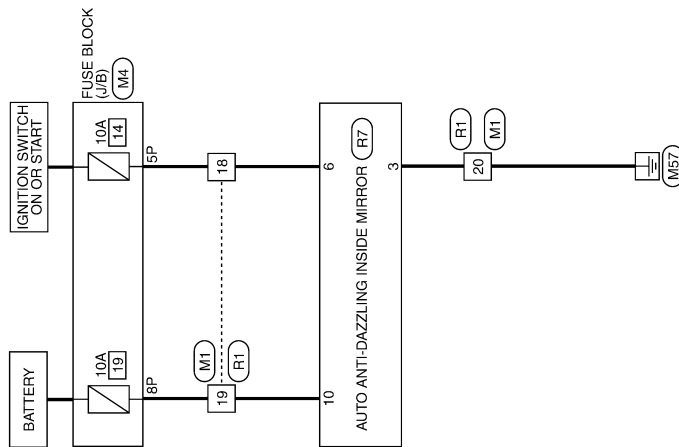 IGNITION SWITCH
ON OR START
BATTERY
FUSE BLOCK
(J/B)
M4
10A
14
10A
19
5P
8P
18
M1
19
R1
6
10
AUTO ANTI-DAZZLING INSIDE MIRROR
R7
3
R1
20
M1
M57